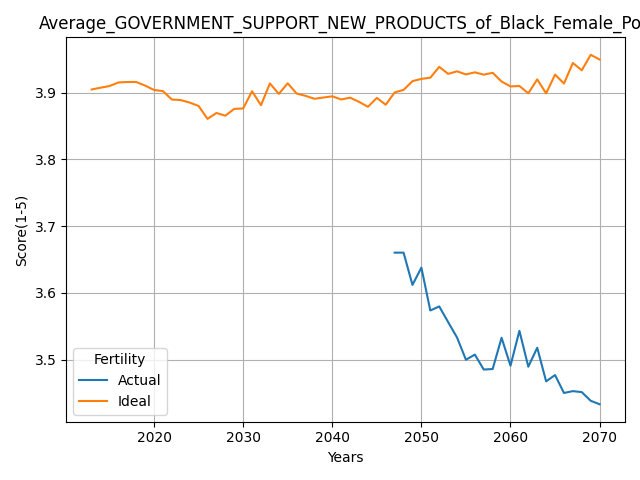 Average_GOVERNMENT_SUPPORT_NEW_PRODUCTS_of_Black_Female_Po
3.9
3.8
3.7
3.6
3.5
Score(1-5)
Fertility
Actual
Ideal
2020 2030 2040 2050 2060 2070
Years